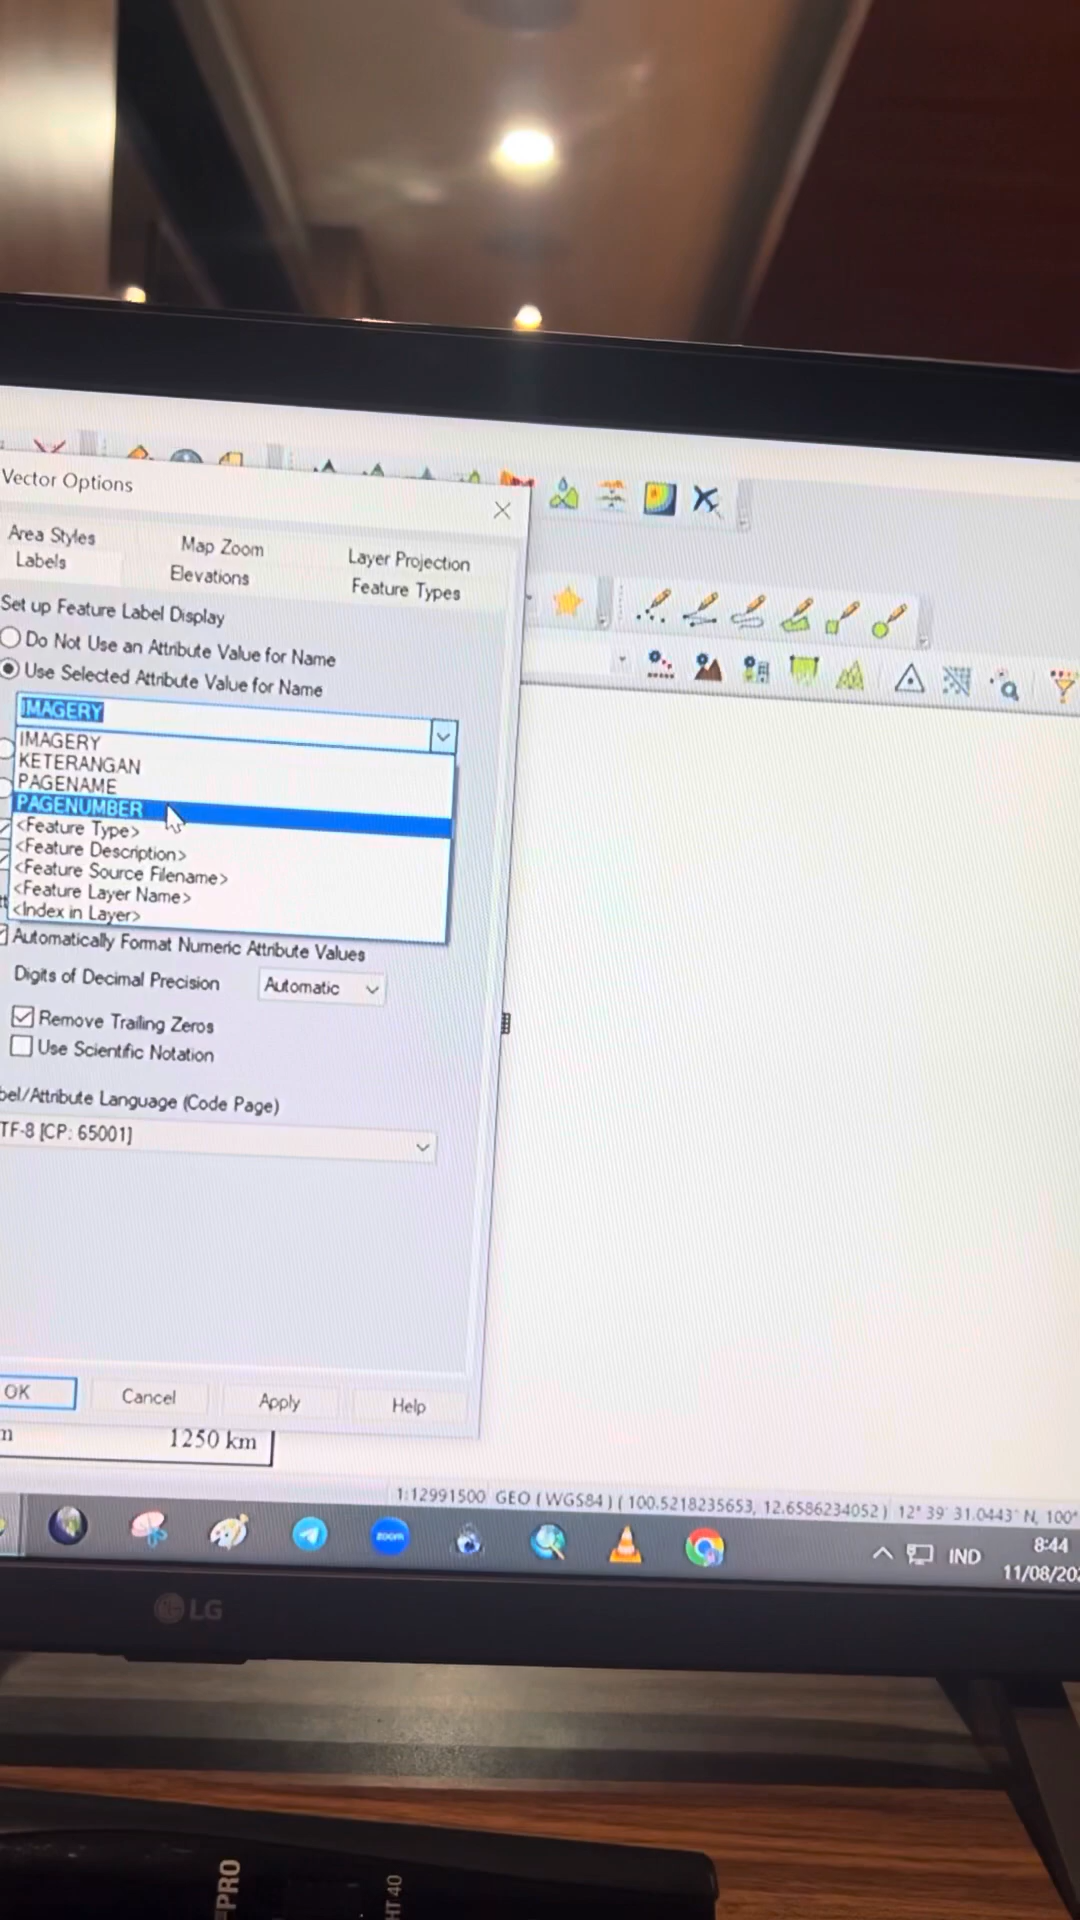 Vector Options
Area Styles
Map Zoom
Layer Projection
Labels
Elevations
Feature Types
Set up Feature Label Display
Do Not Use an Attribute Value for Name
Use Selected Attribute Value for Name
IMAGERY
IMAGERY
KETERANGAN
PAGENAME
PAGENUMBER
<Feature Type>
<Feature Description>
<Feature Source Filename>
<Feature Layer Name>
<Index in Layer>
Automatically Format Numeric Attribute Values
Digits of Decimal Precision
Automatic
Remove Trailing Zeros
Use Scientific Notation
bel/Attribute Language (Code Page)
TF-8 [CP: 65001]
OK
Cancel
Apply
Help
m
1250 km
1:12991500 GEO ( WGS84 ) ( 100.5218235653, 12.6586234052 ) 12° 39' 31.0443" N, 100°
zoom
IND
8:44
11/08/202
LG
PRO
HT 40